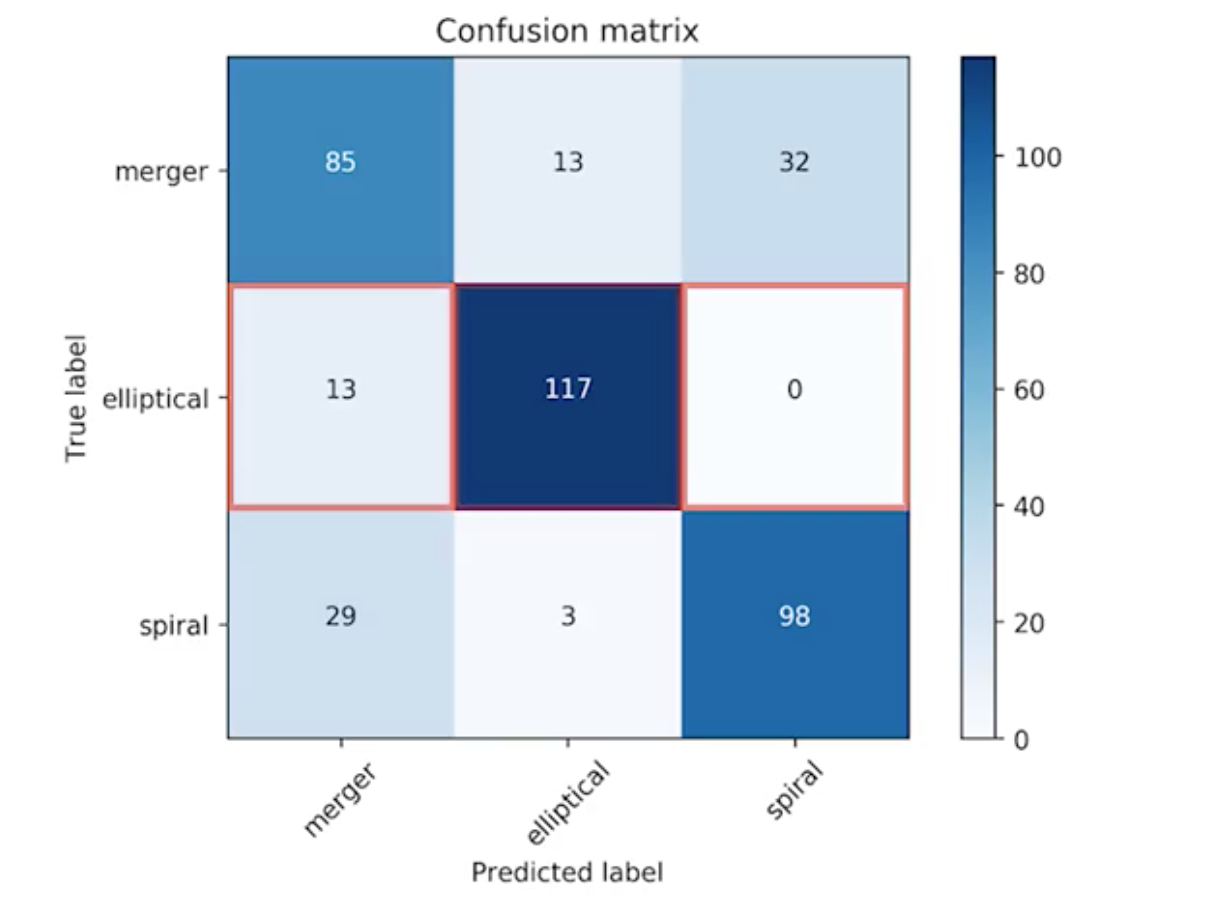 Confusion matrix
merger
85
13
32
elliptical
13
117
0
spiral
29
3
98
merger
elliptical
spiral
Predicted label
True label
100
80
60
40
20
0